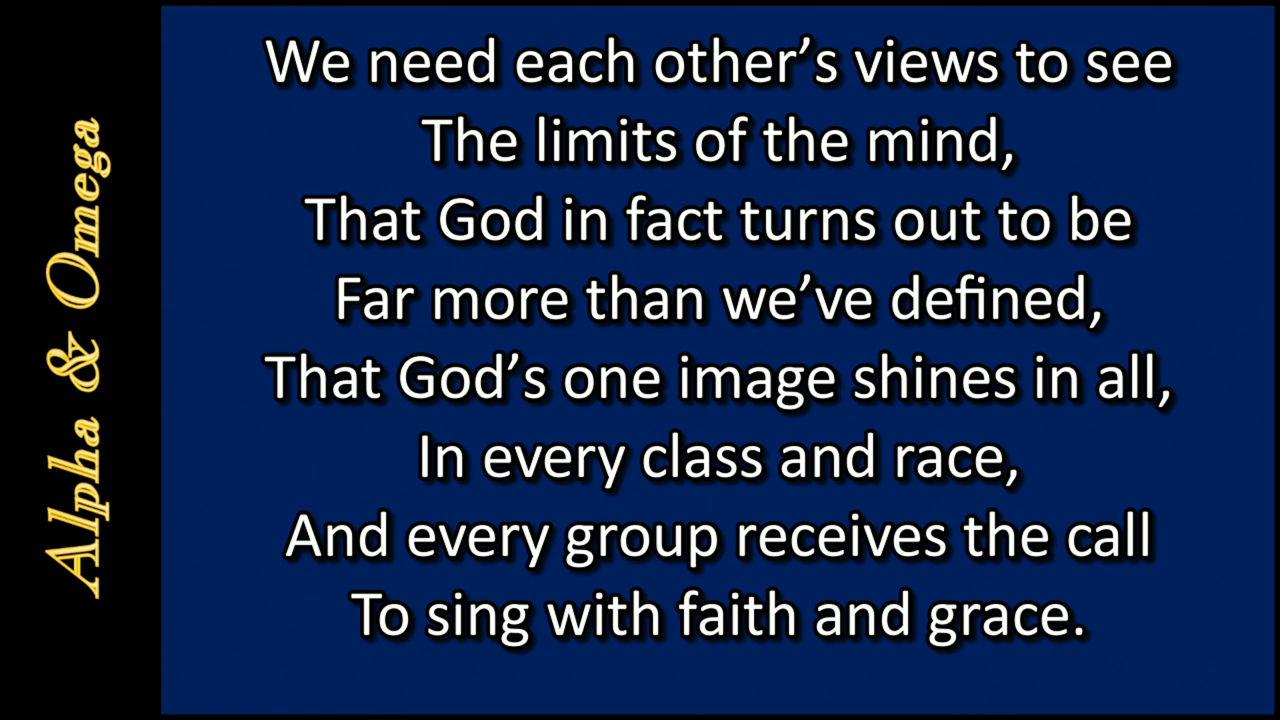 Alpha & Omega
We need each other’s views to see
The limits of the mind,
That God in fact turns out to be
Far more than we’ve defined,
That God’s one image shines in all,
In every class and race,
And every group receives the call
To sing with faith and grace.